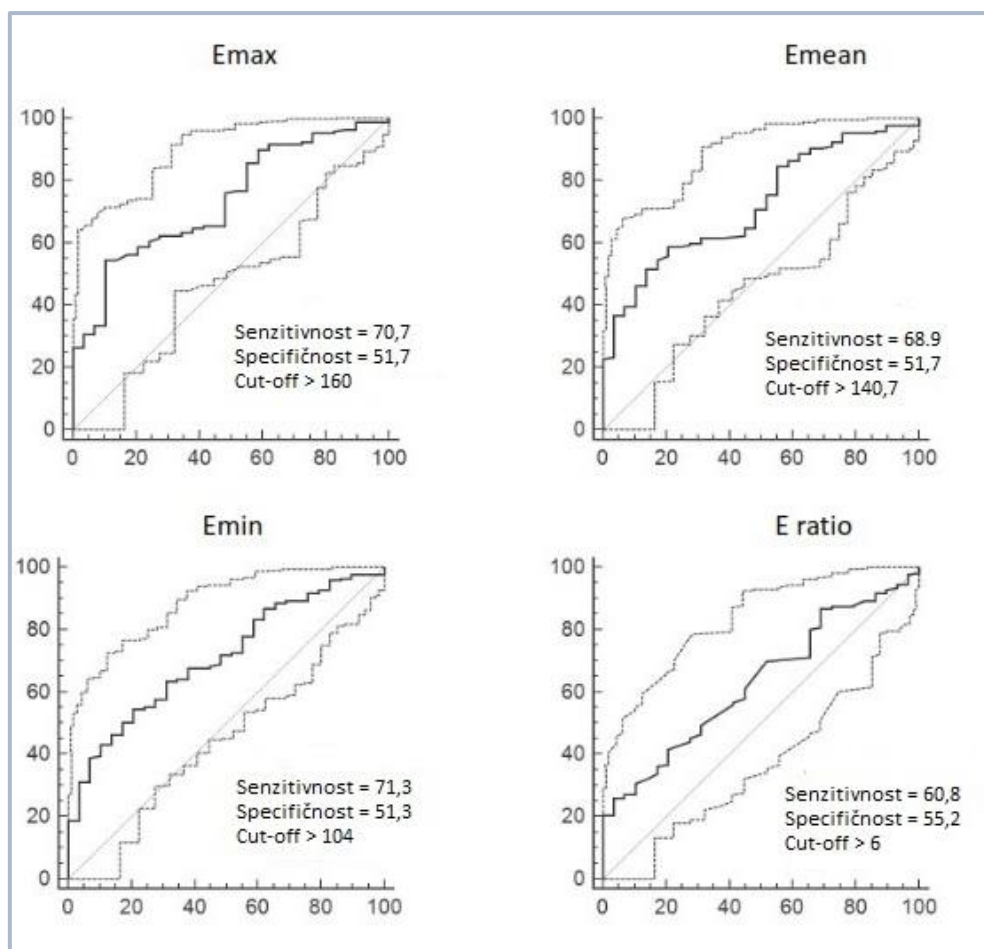 Emax
100
80
60
40
20
0
Senzitivnost = 70,7
Specifičnost = 51,7
Cut-off > 160
0 20 40 60 80 100
Emean
100
80
60
40
20
0
Senzitivnost = 68.9
Specifičnost = 51,7
Cut-off > 140,7
0 20 40 60 80 100
Emin
100
80
60
40
20
0
Senzitivnost = 71,3
Specifičnost = 51,3
Cut-off > 104
0 20 40 60 80 100
E ratio
100
80
60
40
20
0
Senzitivnost = 60,8
Specifičnost = 55,2
Cut-off > 6
0 20 40 60 80 100